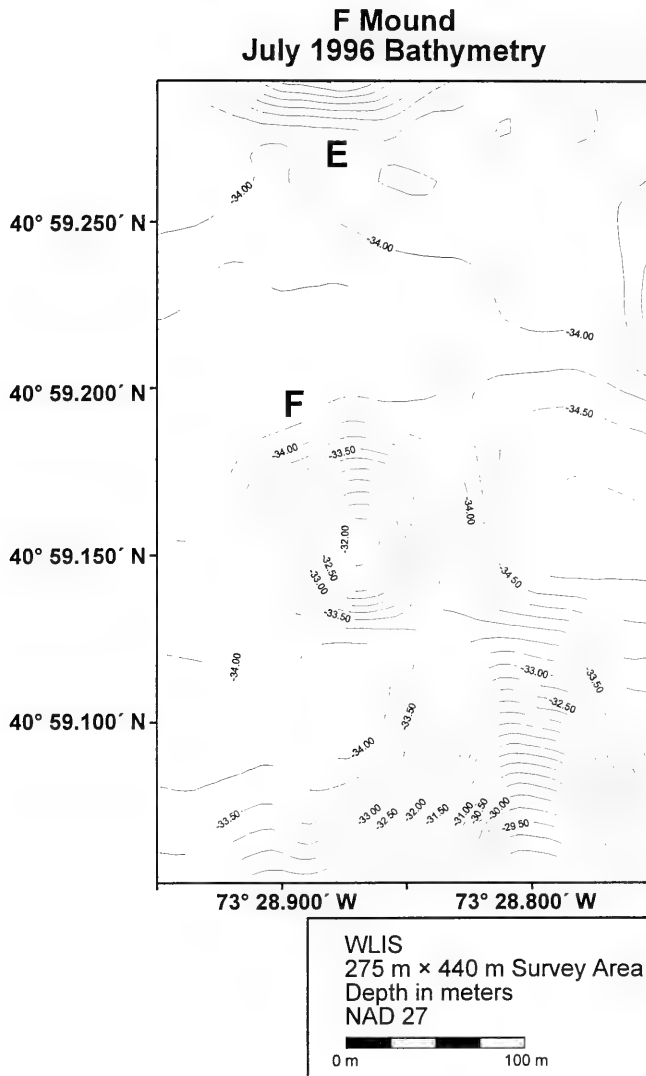 F Mound
July 1996 Bathymetry
E
-34.00
40° 59.250´ N
-34.00
-34.00
40° 59.200´ N
F
-34.50
-34.00
-33.50
-34.00
-32.00
40° 59.150´ N
-32.50
-33.00
-34.50
-33.50
-34.00
-33.00
-33.50
-32.50
40° 59.100´ N
-33.50
-34.00
-33.50
-33.00
-32.50
-32.00
-31.50
-31.00
-30.50
-30.00
-29.50
73° 28.900´ W
73° 28.800´ W
WLIS
275 m × 440 m Survey Area
Depth in meters
NAD 27
0 m
100 m